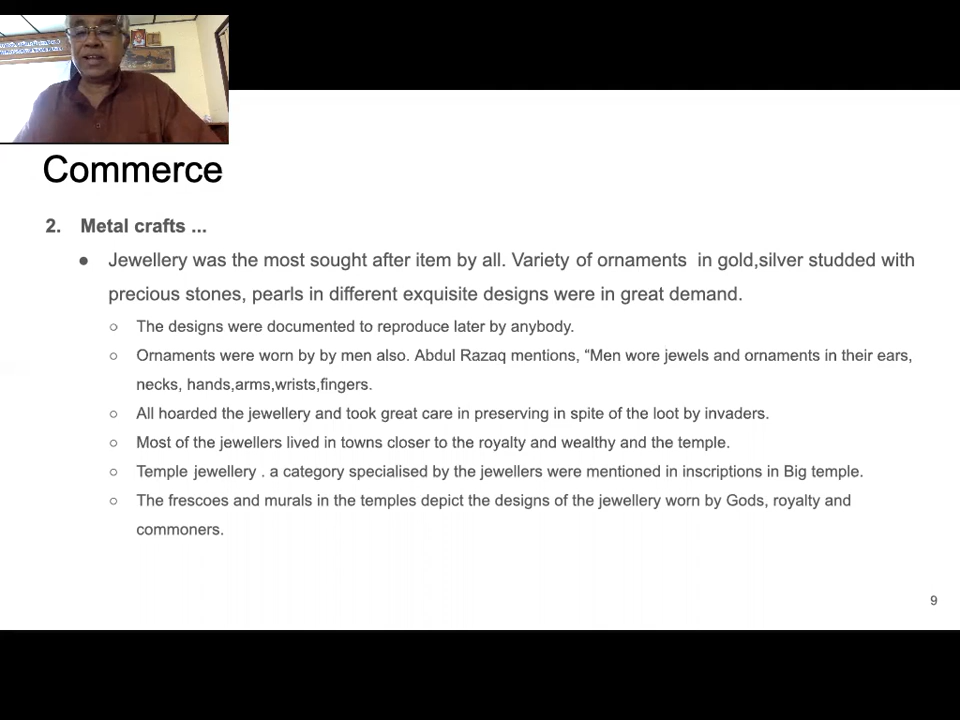 Commerce
2. Metal crafts ...
● Jewellery was the most sought after item by all. Variety of ornaments in gold,silver studded with
precious stones, pearls in different exquisite designs were in great demand.
○ The designs were documented to reproduce later by anybody.
○ Ornaments were worn by by men also. Abdul Razaq mentions, “Men wore jewels and ornaments in their ears,
necks, hands,arms,wrists,fingers.
○ All hoarded the jewellery and took great care in preserving in spite of the loot by invaders.
○ Most of the jewellers lived in towns closer to the royalty and wealthy and the temple.
○ Temple jewellery . a category specialised by the jewellers were mentioned in inscriptions in Big temple.
○ The frescoes and murals in the temples depict the designs of the jewellery worn by Gods, royalty and
commoners.
9